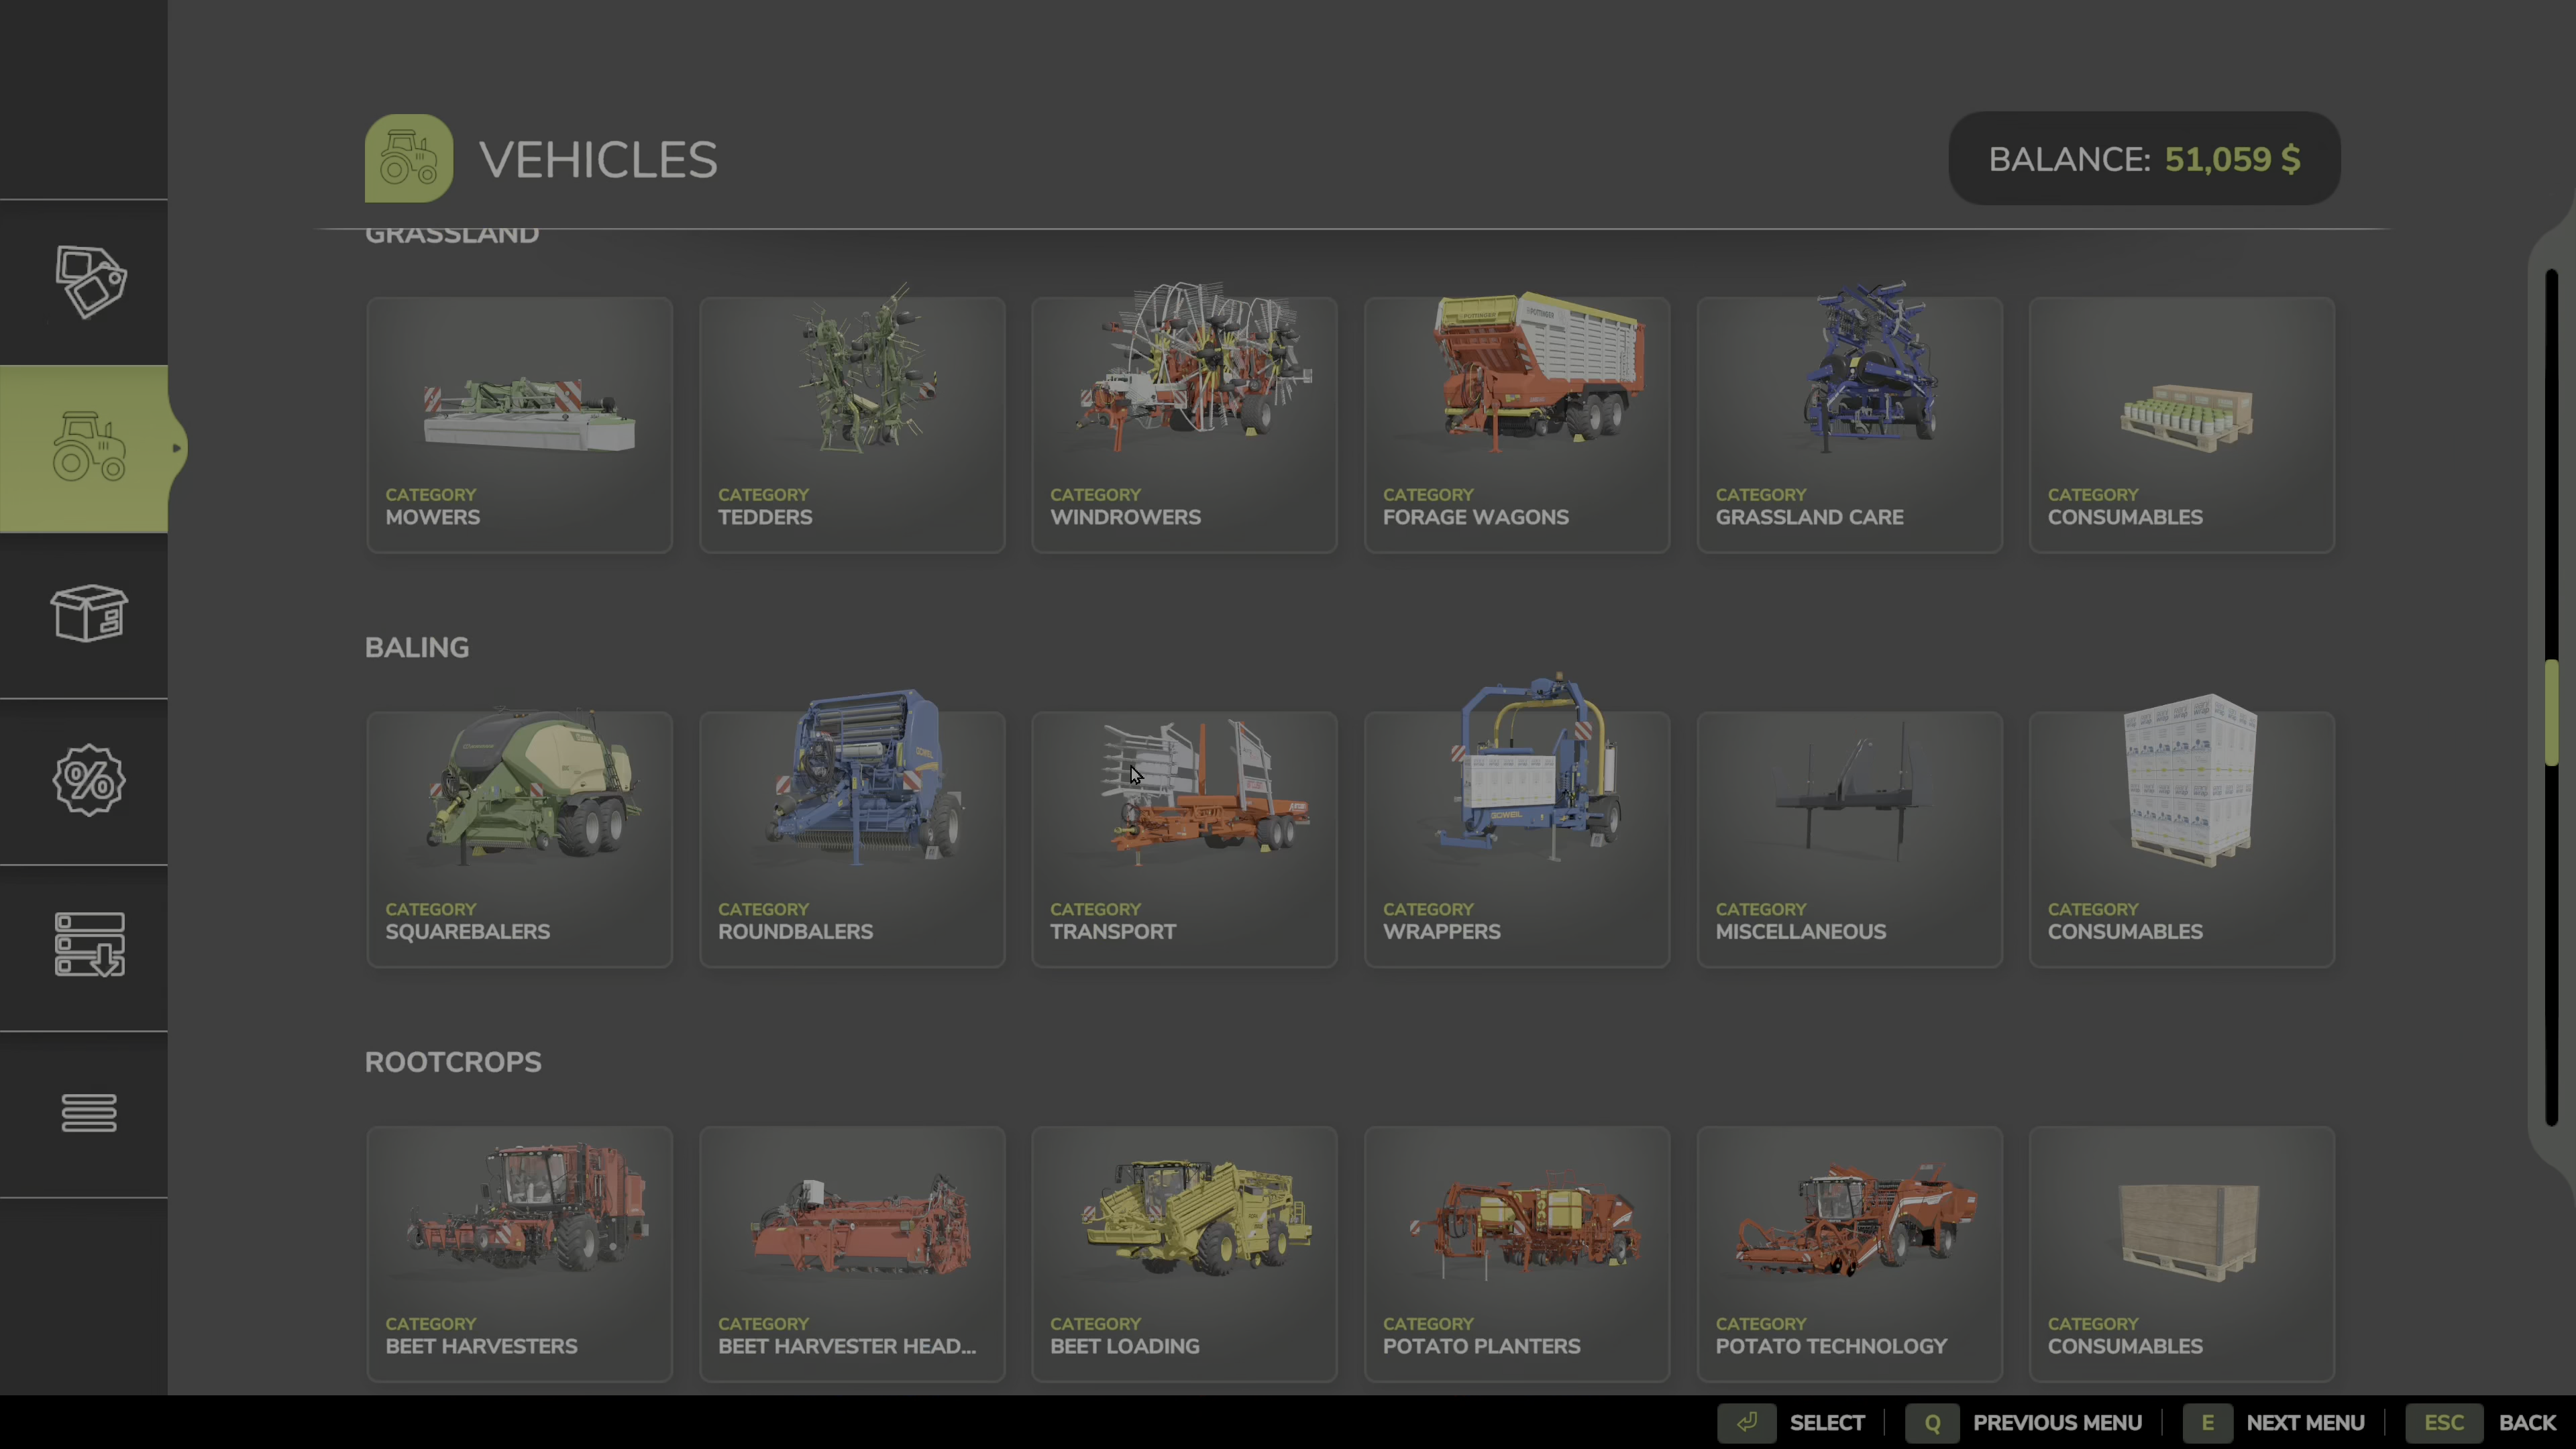 VEHICLES
BALANCE: 51,059 $
GRASSLAND
CATEGORY
MOWERS
CATEGORY
TEDDERS
CATEGORY
WINDROWERS
PÖTTINGER
CATEGORY
FORAGE WAGONS
CATEGORY
GRASSLAND CARE
CATEGORY
CONSUMABLES
BALING
CATEGORY
SQUAREBALERS
GÖWEIL
CATEGORY
ROUNDBALERS
CATEGORY
TRANSPORT
GÖWEIL
CATEGORY
WRAPPERS
CATEGORY
MISCELLANEOUS
CATEGORY
CONSUMABLES
ROOTCROPS
CATEGORY
BEET HARVESTERS
CATEGORY
BEET HARVESTER HEAD...
CATEGORY
BEET LOADING
CATEGORY
POTATO PLANTERS
CATEGORY
POTATO TECHNOLOGY
CATEGORY
CONSUMABLES
SELECT
Q PREVIOUS MENU
E NEXT MENU
ESC BACK